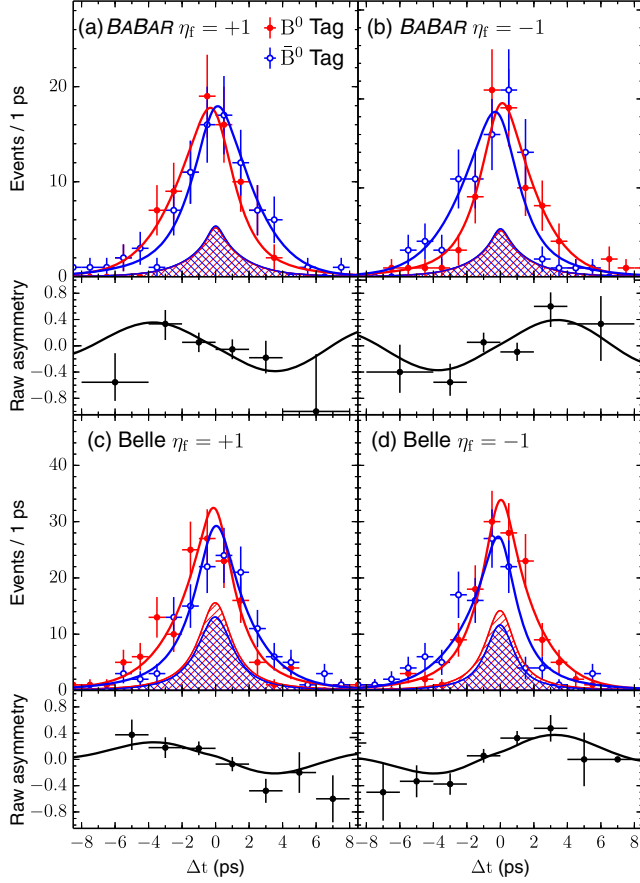 (a) BABAR ηf = +1
B⁰ Tag
B̄⁰ Tag
(b) BABAR ηf = −1
Events / 1 ps
20
10
0
Raw asymmetry
0.8
0.4
0.0
−0.4
−0.8
(c) Belle ηf = +1
(d) Belle ηf = −1
Events / 1 ps
40
30
20
10
0
Raw asymmetry
0.8
0.4
0.0
−0.4
−0.8
−8 −6 −4 −2 0 2 4 6 8
−8 −6 −4 −2 0 2 4 6 8
Δt (ps)
Δt (ps)